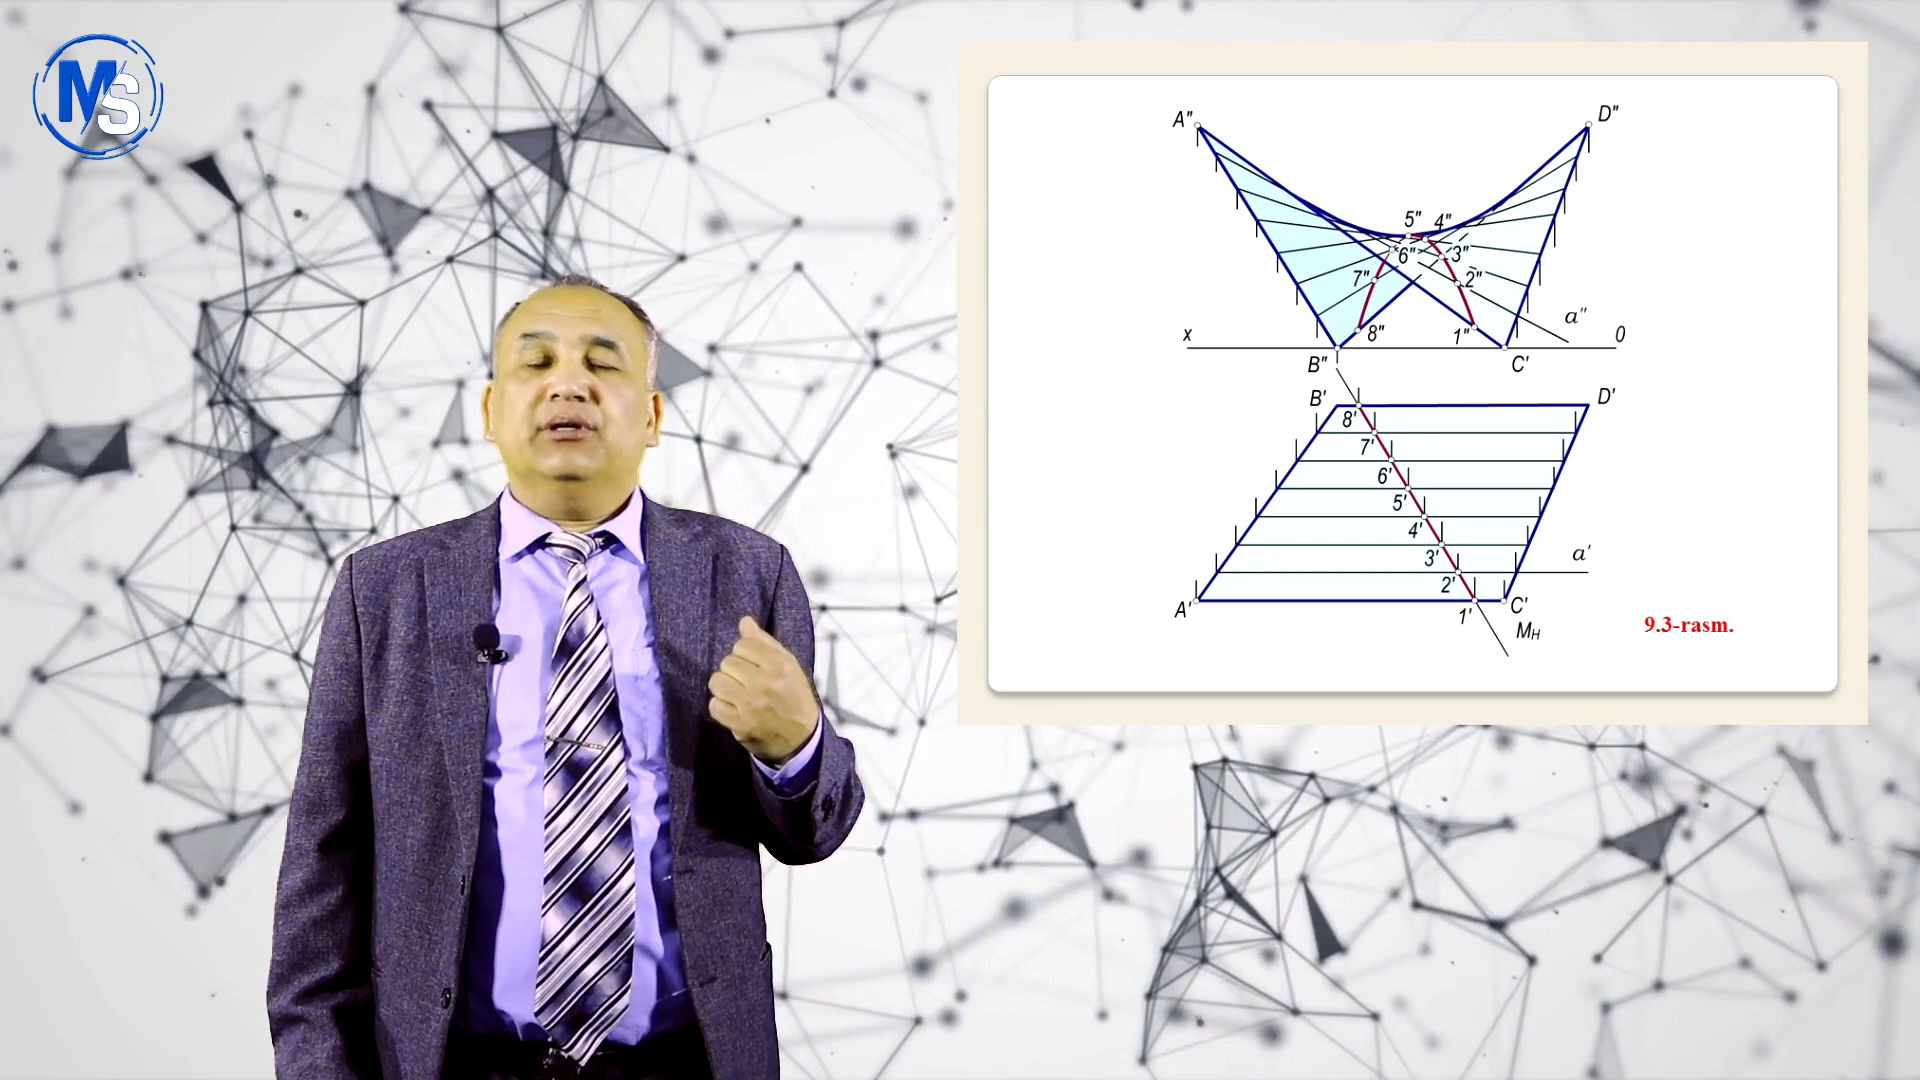 MS
A" D"
5" 4"
6" 3"
7" 2"
a"
8" 1"
x 0
B" C'
B' D'
8'
7'
6'
5'
4'
3' a'
2'
A' C'
1'
MH
9.3-rasm.